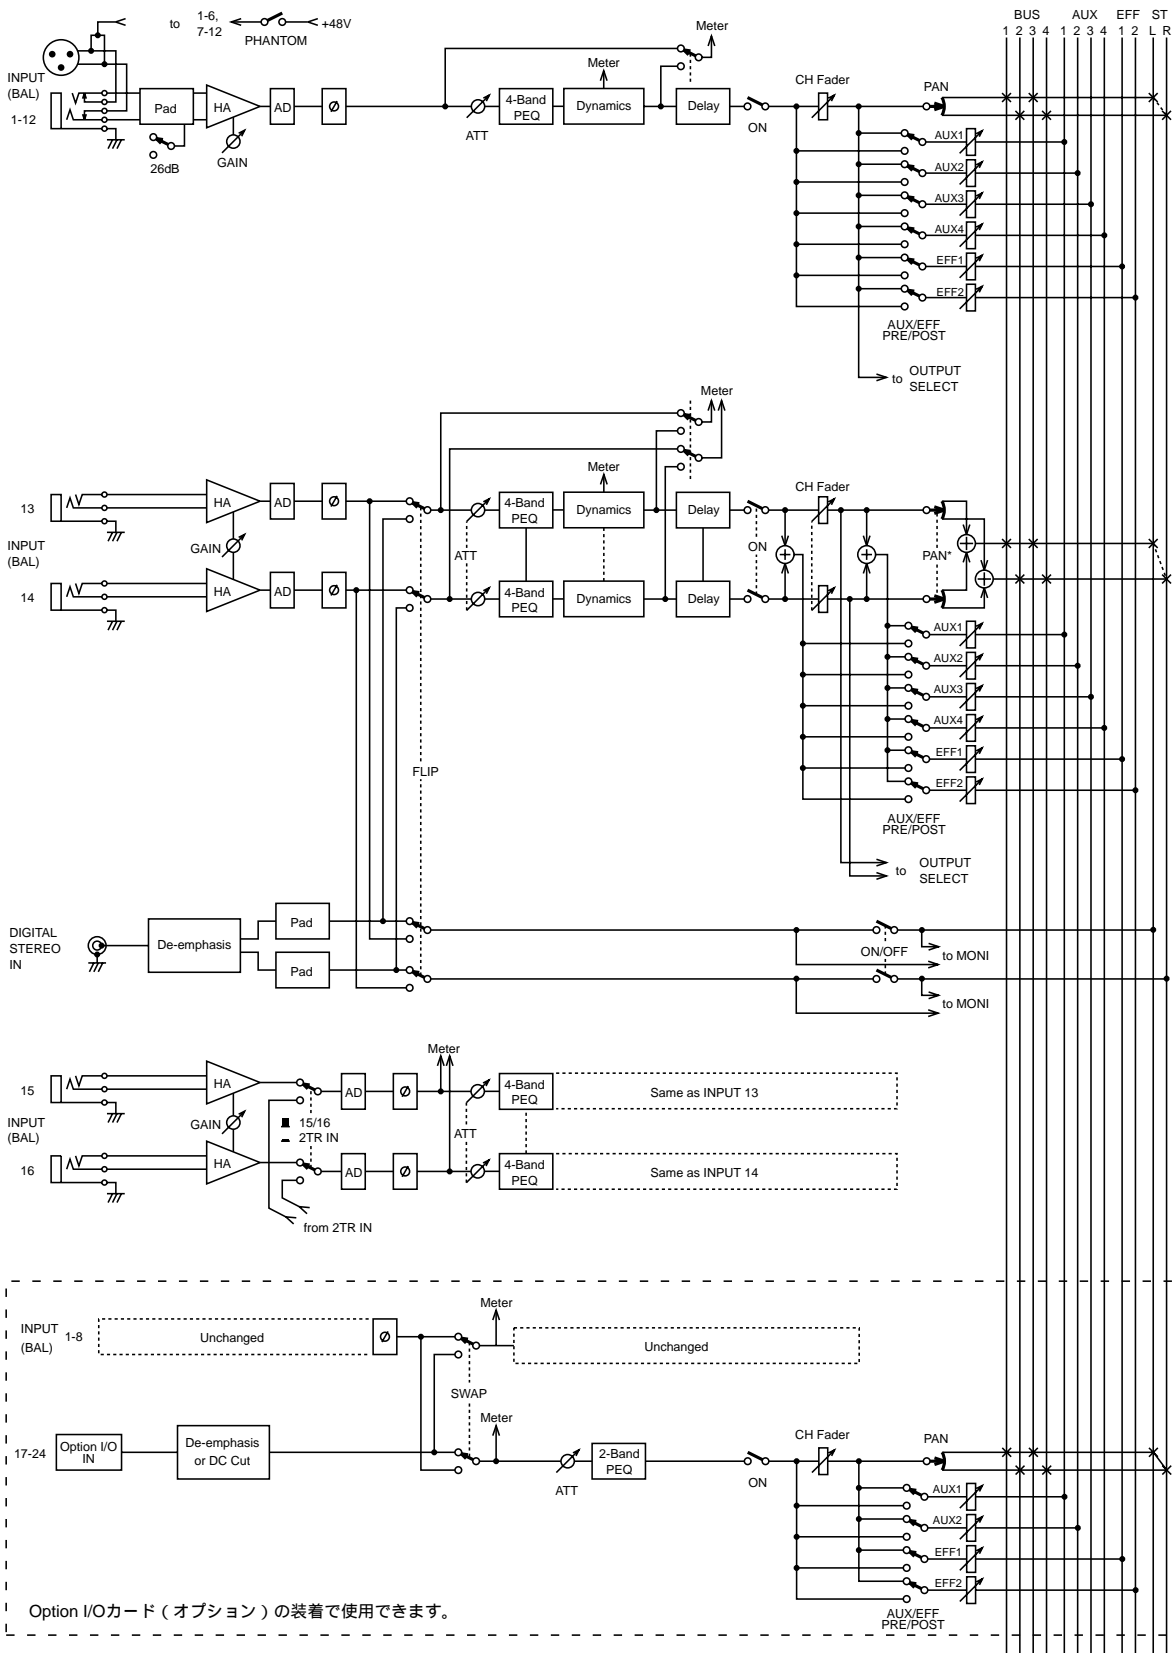 BUS AUX EFF ST
1 2 3 4 1 2 3 4 1 2 L R
to 1-6, 7-12
PHANTOM
+48V
INPUT
(BAL)
1-12
Pad
26dB
HA
GAIN
AD
Ø
ATT
4-Band
PEQ
Meter
Dynamics
Meter
Delay
ON
CH Fader
PAN
AUX1
AUX2
AUX3
AUX4
EFF1
EFF2
AUX/EFF
PRE/POST
to OUTPUT
SELECT
13
INPUT
(BAL)
14
HA
GAIN
HA
AD
AD
Ø
Ø
FLIP
ATT
4-Band
PEQ
4-Band
PEQ
Meter
Dynamics
Dynamics
Meter
Delay
Delay
ON
CH Fader
PAN*
AUX1
AUX2
AUX3
AUX4
EFF1
EFF2
AUX/EFF
PRE/POST
to OUTPUT
SELECT
DIGITAL
STEREO
IN
De-emphasis
Pad
Pad
ON/OFF
to MONI
to MONI
15
INPUT
(BAL)
16
HA
GAIN
HA
15/16
2TR IN
from 2TR IN
AD
AD
Ø
Ø
Meter
ATT
4-Band
PEQ
4-Band
PEQ
Same as INPUT 13
Same as INPUT 14
INPUT 1-8
(BAL)
Unchanged
Ø
Meter
Unchanged
SWAP
17-24
Option I/O
IN
De-emphasis
or DC Cut
Meter
ATT
2-Band
PEQ
ON
CH Fader
PAN
AUX1
AUX2
EFF1
EFF2
AUX/EFF
PRE/POST
Option I/Oカード（オプション）の装着で使用できます。